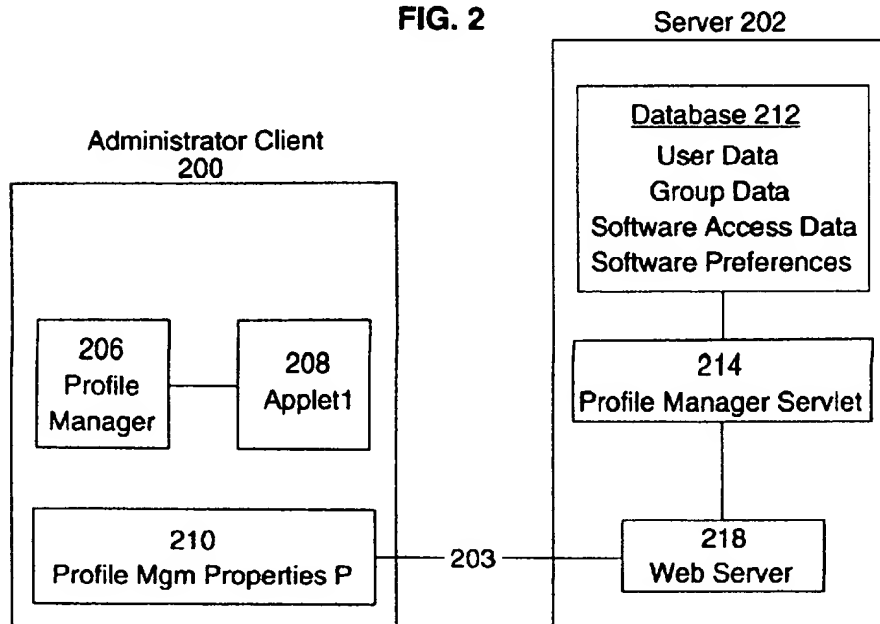 FIG. 2
Server 202
Database 212
User Data
Group Data
Software Access Data
Software Preferences
Administrator Client
200
206
Profile
Manager
208
Applet1
214
Profile Manager Servlet
210
Profile Mgm Properties P
203
218
Web Server